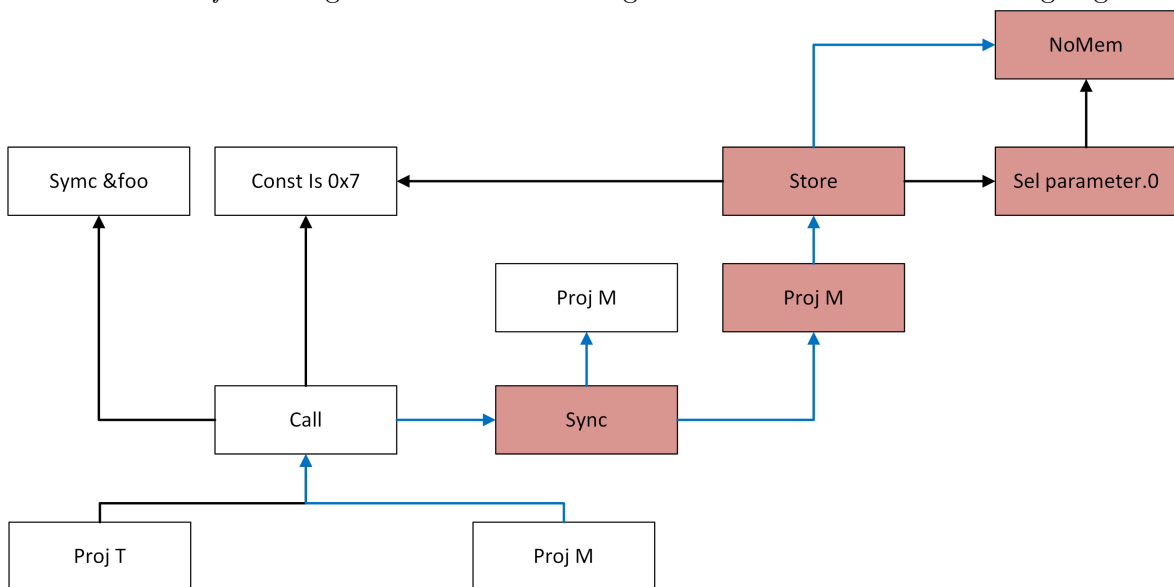 NoMem
Symc &foo
Const Is 0x7
Store
Sel parameter.0
Proj M
Proj M
Call
Sync
Proj T
Proj M